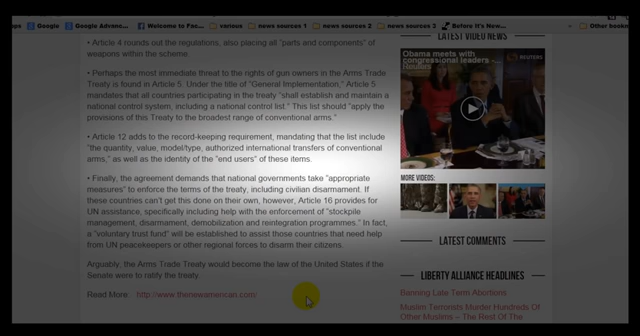 ps Google Google Advanc... Welcome to Fac... various news sources 1 news sources 2 news sources 3 Before It's New... Other book
• Article 4 rounds out the regulations, also placing all "parts and components" of
weapons within the scheme.
• Perhaps the most immediate threat to the rights of gun owners in the Arms Trade
Treaty is found in Article 5. Under the title of "General Implementation," Article 5
mandates that all countries participating in the treaty "shall establish and maintain a
national control system, including a national control list." This list should "apply the
provisions of this Treaty to the broadest range of conventional arms."
• Article 12 adds to the record-keeping requirement, mandating that the list include
"the quantity, value, model/type, authorized international transfers of conventional
arms," as well as the identity of the "end users" of these items.
• Finally, the agreement demands that national governments take "appropriate
measures" to enforce the terms of the treaty, including civilian disarmament. If
these countries can't get this done on their own, however, Article 16 provides for
UN assistance, specifically including help with the enforcement of "stockpile
management, disarmament, demobilization and reintegration programmes." In fact,
a "voluntary trust fund" will be established to assist those countries that need help
from UN peacekeepers or other regional forces to disarm their citizens.
Arguably, the Arms Trade Treaty would become the law of the United States if the
Senate were to ratify the treaty.
Read More: http://www.thenewamerican.com/
LATEST VIDEO NEWS
Obama meets with
congressional leaders -...
Reuters
REUTERS
MORE VIDEOS:
LATEST COMMENTS
LIBERTY ALLIANCE HEADLINES
Banning Late Term Abortions
Muslim Terrorists Murder Hundreds Of
Other Muslims – The Rest Of The